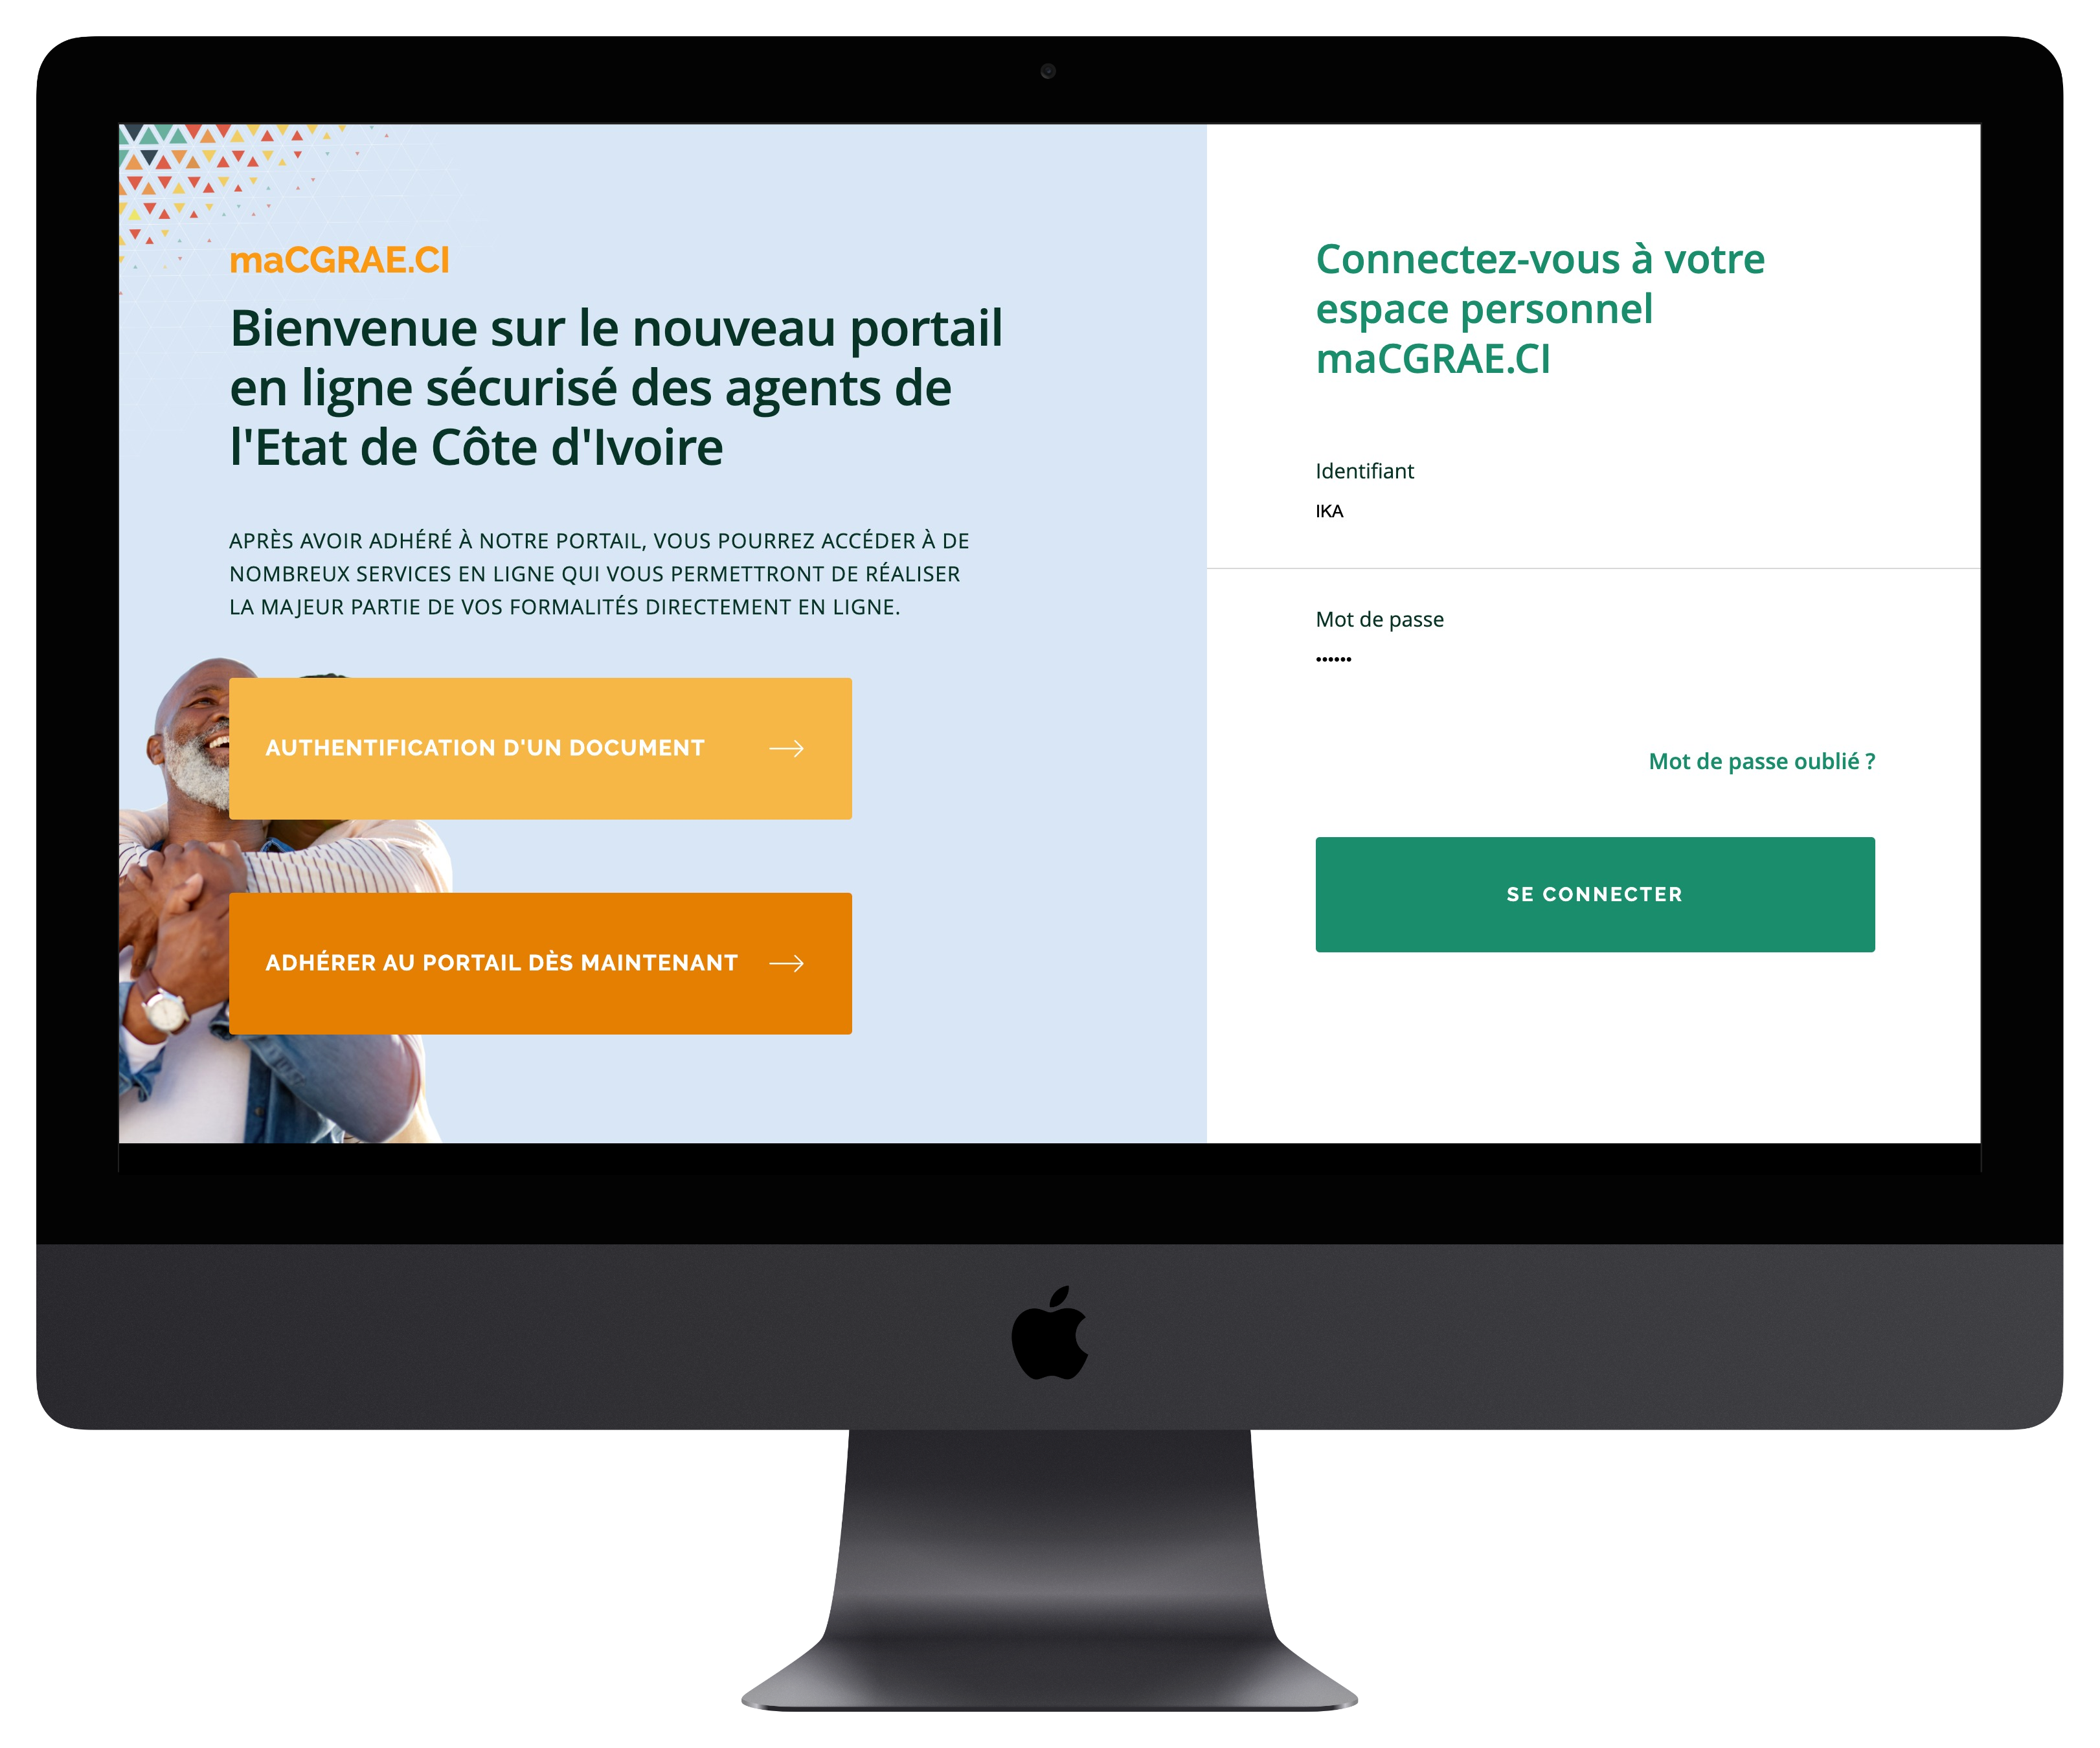 maCGRAE.CI
Bienvenue sur le nouveau portail
en ligne sécurisé des agents de
l'Etat de Côte d'Ivoire
APRÈS AVOIR ADHÉRÉ À NOTRE PORTAIL, VOUS POURREZ ACCÉDER À DE
NOMBREUX SERVICES EN LIGNE QUI VOUS PERMETTRONT DE RÉALISER
LA MAJEUR PARTIE DE VOS FORMALITÉS DIRECTEMENT EN LIGNE.
AUTHENTIFICATION D'UN DOCUMENT
ADHÉRER AU PORTAIL DÈS MAINTENANT
Connectez-vous à votre
espace personnel
maCGRAE.CI
Identifiant
IKA
Mot de passe
••••••
Mot de passe oublié ?
SE CONNECTER